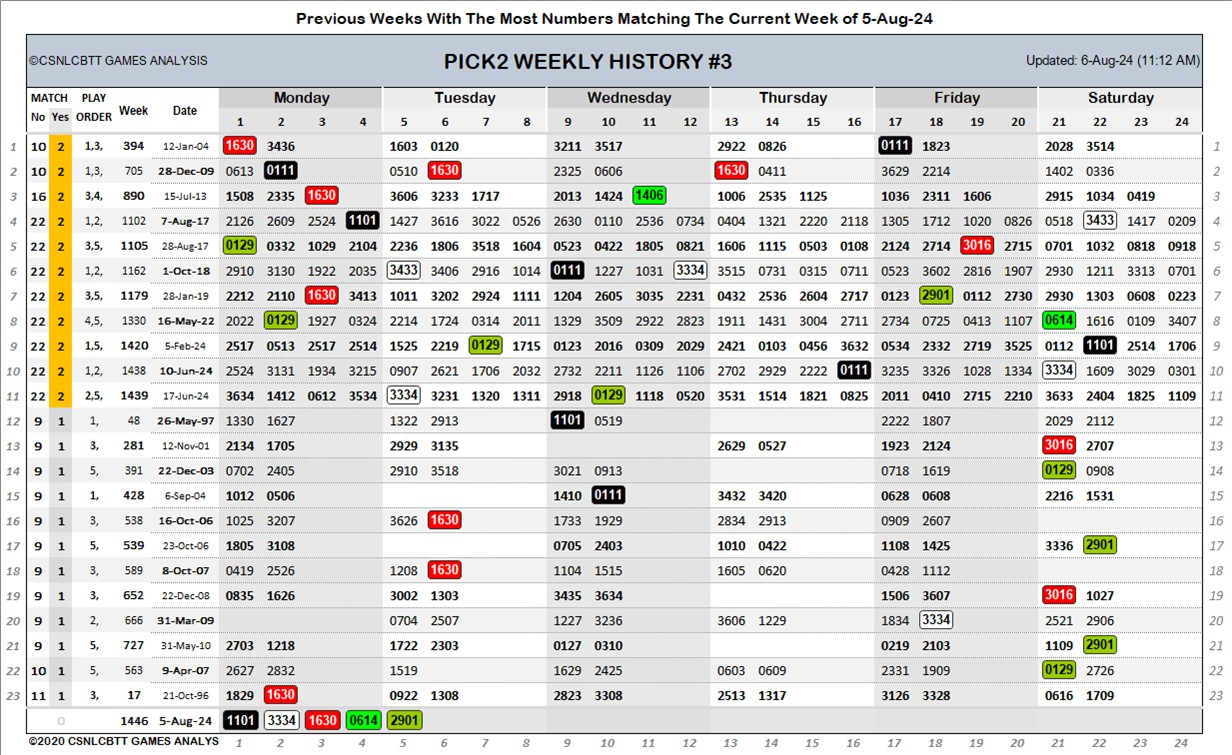 Previous Weeks With The Most Numbers Matching The Current Week of 5-Aug-24
©CSNLCBTT GAMES ANALYSIS PICK2 WEEKLY HISTORY #3 Updated: 6-Aug-24 (11:12 AM)
MATCH PLAY Week Date Monday Tuesday Wednesday Thursday Friday Saturday
No Yes ORDER 1 2 3 4 5 6 7 8 9 10 11 12 13 14 15 16 17 18 19 20 21 22 23 24
1 10 2 1,3, 394 12-Jan-04 1630 3436 1603 0120 3211 3517 2922 0826 0111 1823 2028 3514 1
2 10 2 1,3, 705 28-Dec-09 0613 0111 0510 1630 2325 0606 1630 0411 3629 2214 1402 0336 2
3 16 2 3,4, 890 15-Jul-13 1508 2335 1630 3606 3233 1717 2013 1424 1406 1006 2535 1125 1036 2311 1606 2915 1034 0419 3
4 22 2 1,2, 1102 7-Aug-17 2126 2609 2524 1101 1427 3616 3022 0526 2630 0110 2536 0734 0404 1321 2220 2118 1305 1712 1020 0826 0518 3433 1417 0209 4
5 22 2 3,5, 1105 28-Aug-17 0129 0332 1029 2104 2236 1806 3518 1604 0523 0422 1805 0821 1606 1115 0503 0108 2124 2714 3016 2715 0701 1032 0818 0918 5
6 22 2 1,2, 1162 1-Oct-18 2910 3130 1922 2035 3433 3406 2916 1014 0111 1227 1031 3334 3515 0731 0315 0711 0523 3602 2816 1907 2930 1211 3313 0701 6
7 22 2 3,5, 1179 28-Jan-19 2212 2110 1630 3413 1011 3202 2924 1111 1204 2605 3035 2231 0432 2536 2604 2717 0123 2901 0112 2730 2930 1303 0608 0223 7
8 22 2 4,5, 1330 16-May-22 2022 0129 1927 0324 2214 1724 0314 2011 1329 3509 2922 2823 1911 1431 3004 2711 2734 0725 0413 1107 0614 1616 0109 3407 8
9 22 2 1,5, 1420 5-Feb-24 2517 0513 2517 2514 1525 2219 0129 1715 0123 2016 0309 2029 2421 0103 0456 3632 0534 2332 2719 3525 0112 1101 2514 1706 9
10 22 2 1,2, 1438 10-Jun-24 2524 3131 1934 3215 0907 2621 1706 2032 2732 2211 1126 1106 2702 2929 2222 0111 3235 3326 1028 1334 3334 1609 3029 0301 10
11 22 2 2,5, 1439 17-Jun-24 3634 1412 0612 3534 3334 3231 1320 1311 2918 0129 1118 0520 3531 1514 1821 0825 2011 0410 2715 2210 3633 2404 1825 1109 11
12 9 1 1, 48 26-May-97 1330 1627 1322 2913 1101 0519 2222 1807 2029 2112 12
13 9 1 3, 281 12-Nov-01 2134 1705 2929 3135 2629 0527 1923 2124 3016 2707 13
14 9 1 5, 391 22-Dec-03 0702 2405 2910 3518 3021 0913 0718 1619 0129 0908 14
15 9 1 1, 428 6-Sep-04 1012 0506 1410 0111 3432 3420 0628 0608 2216 1531 15
16 9 1 3, 538 16-Oct-06 1025 3207 3626 1630 1733 1929 2834 2913 0909 2607 16
17 9 1 5, 539 23-Oct-06 1805 3108 0705 2403 1010 0422 1108 1425 3336 2901 17
18 9 1 3, 589 8-Oct-07 0419 2526 1208 1630 1104 1515 1605 0620 0428 1112 18
19 9 1 3, 652 22-Dec-08 0835 1626 3002 1303 3435 3634 1506 3607 3016 1027 19
20 9 1 2, 666 31-Mar-09 0704 2507 1227 3236 3606 1229 1834 3334 2521 2906 20
21 9 1 5, 727 31-May-10 2703 1218 1722 2303 0127 0310 0219 2103 1109 2901 21
22 10 1 5, 563 9-Apr-07 2627 2832 1519 1629 2425 0603 0609 2331 1909 0129 2726 22
23 11 1 3, 17 21-Oct-96 1829 1630 0922 1308 2823 3308 2513 1317 3126 3328 0616 1709 23
0 1446 5-Aug-24 1101 3334 1630 0614 2901
©2020 CSNLCBTT GAMES ANALYS 1 2 3 4 5 6 7 8 9 10 11 12 13 14 15 16 17 18 19 20 21 22 23 24